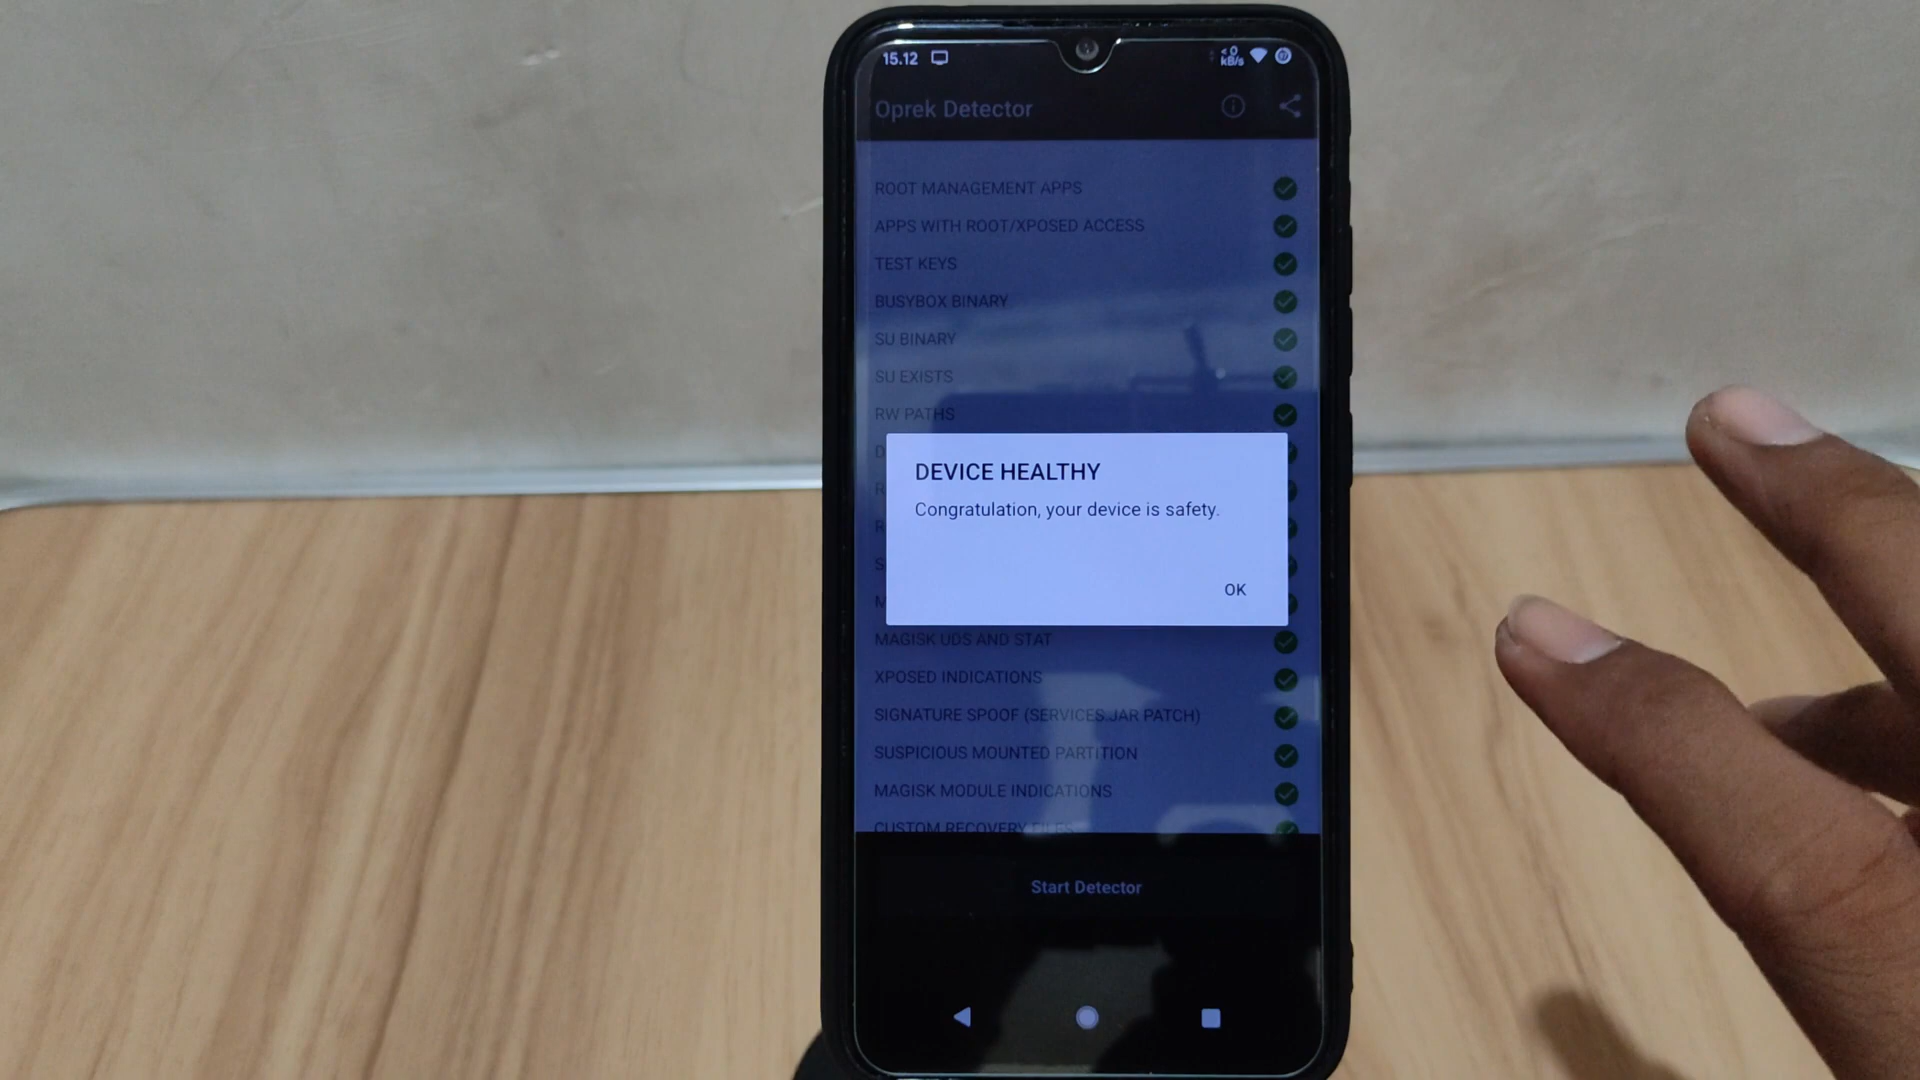 15.12
<0
kB/s
Oprek Detector
ROOT MANAGEMENT APPS
APPS WITH ROOT/XPOSED ACCESS
TEST KEYS
BUSYBOX BINARY
SU BINARY
SU EXISTS
RW PATHS
DEVICE HEALTHY
Congratulation, your device is safety.
OK
MAGISK UDS AND STAT
XPOSED INDICATIONS
SIGNATURE SPOOF (SERVICES.JAR PATCH)
SUSPICIOUS MOUNTED PARTITION
MAGISK MODULE INDICATIONS
CUSTOM RECOVERY FILES
Start Detector